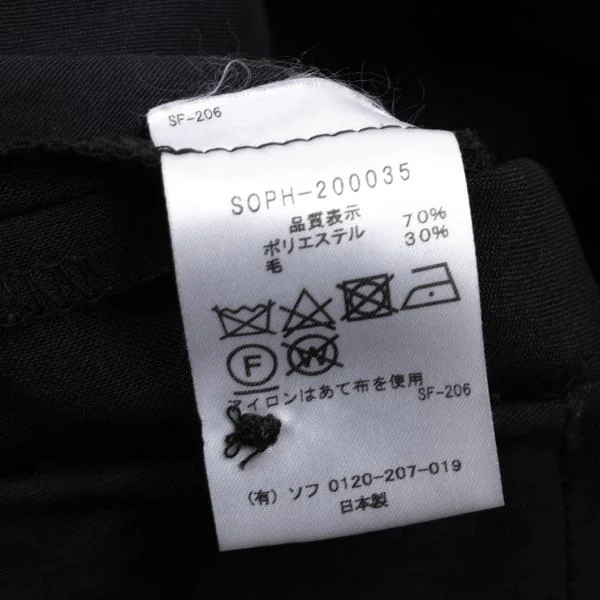 SF-206
SOPH-200035
品質表示
ポリエステル 70%
毛 30%
F W
アイロンはあて布を使用
SF-206
(有) ソフ 0120-207-019
日本製